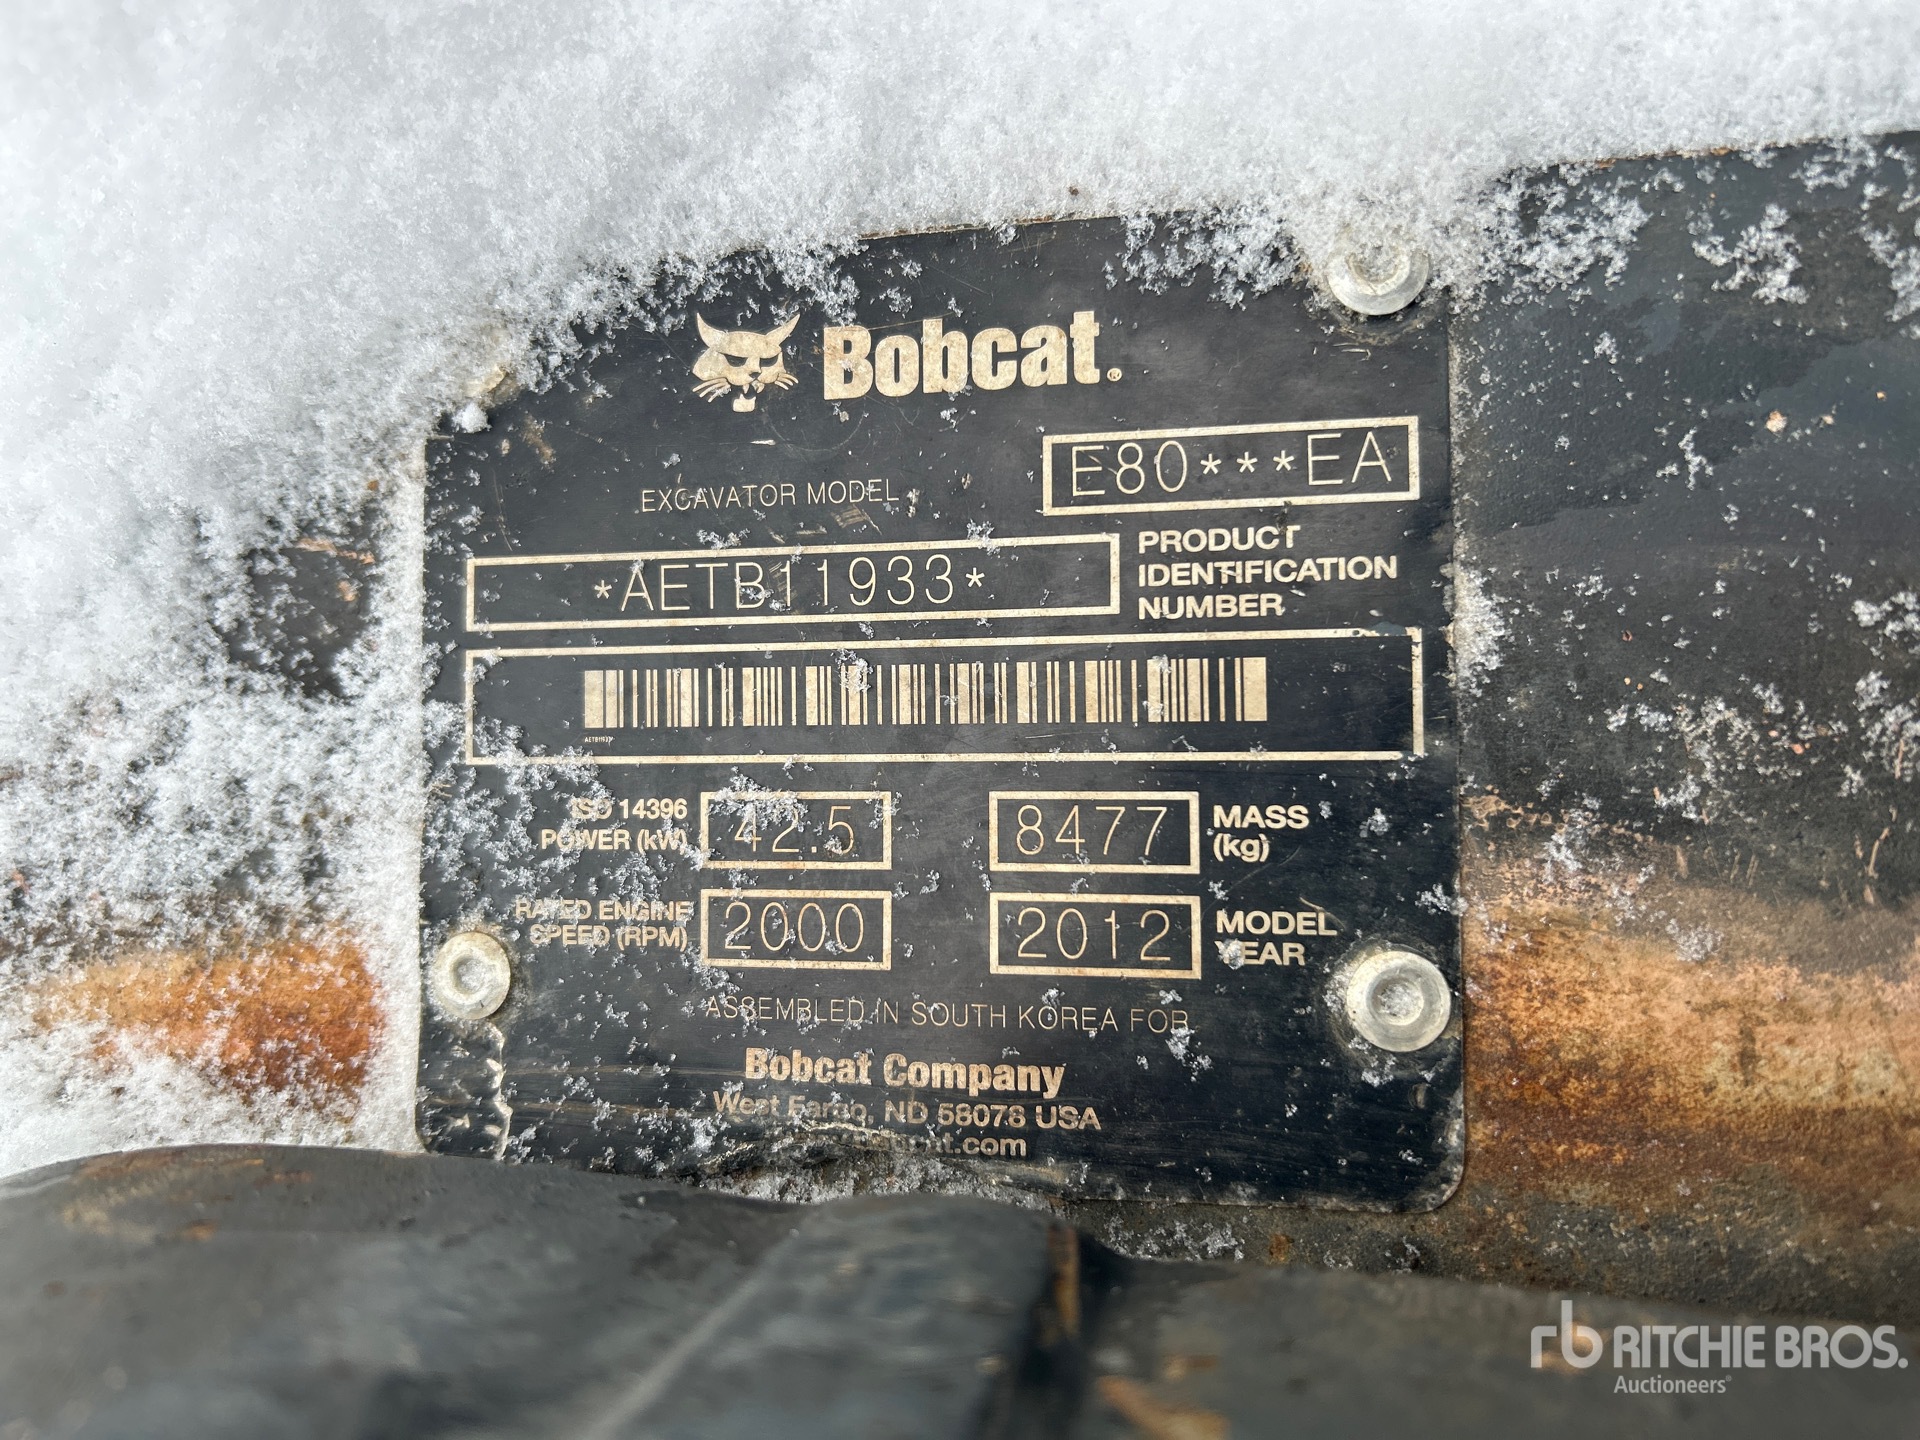 Bobcat®
EXCAVATOR MODEL E80***EA
*AETB11933*
PRODUCT
IDENTIFICATION
NUMBER
AETB11933
ISO 14396
POWER (kW)
42.5
8477
MASS
(kg)
RATED ENGINE
SPEED (RPM)
2000
2012
MODEL
YEAR
ASSEMBLED IN SOUTH KOREA FOR
Bobcat Company
West Fargo, ND 58078 USA
rb RITCHIE BROS.
Auctioneers